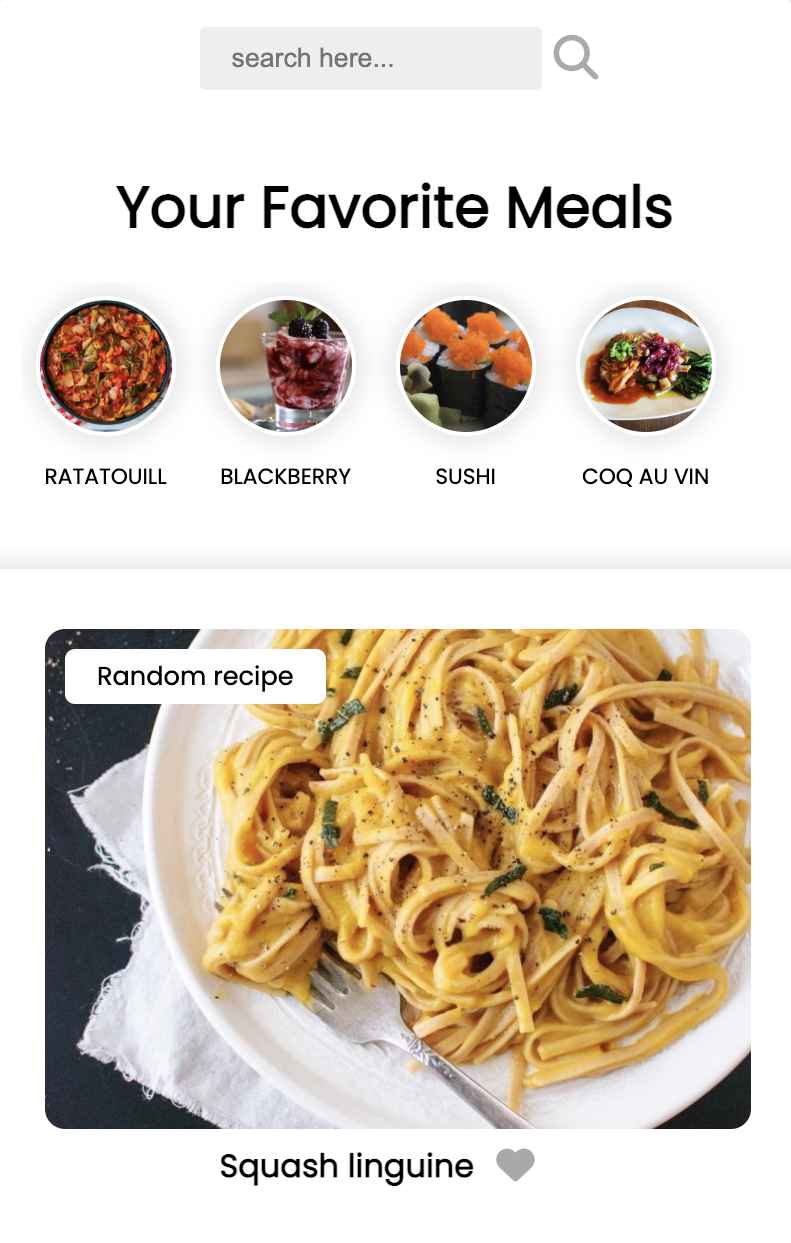 search here...
Your Favorite Meals
RATATOUILL
BLACKBERRY
SUSHI
COQ AU VIN
Random recipe
Squash linguine